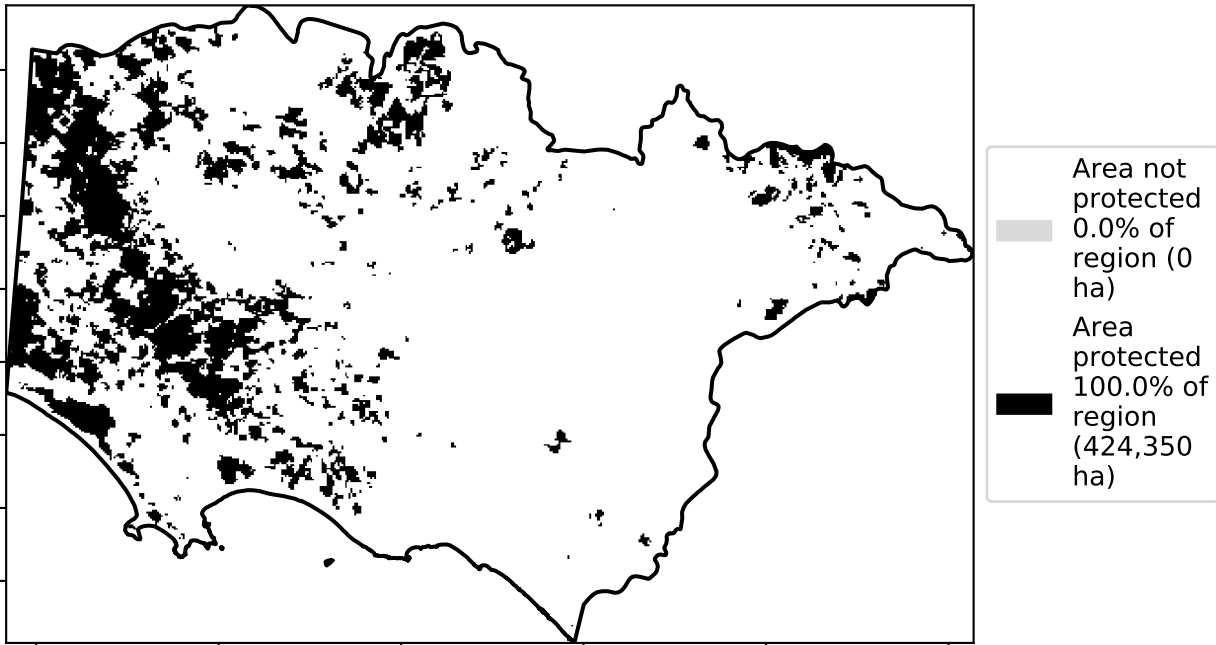 Area not
protected
0.0% of
region (0
ha)
Area
protected
100.0% of
region
(424,350
ha)